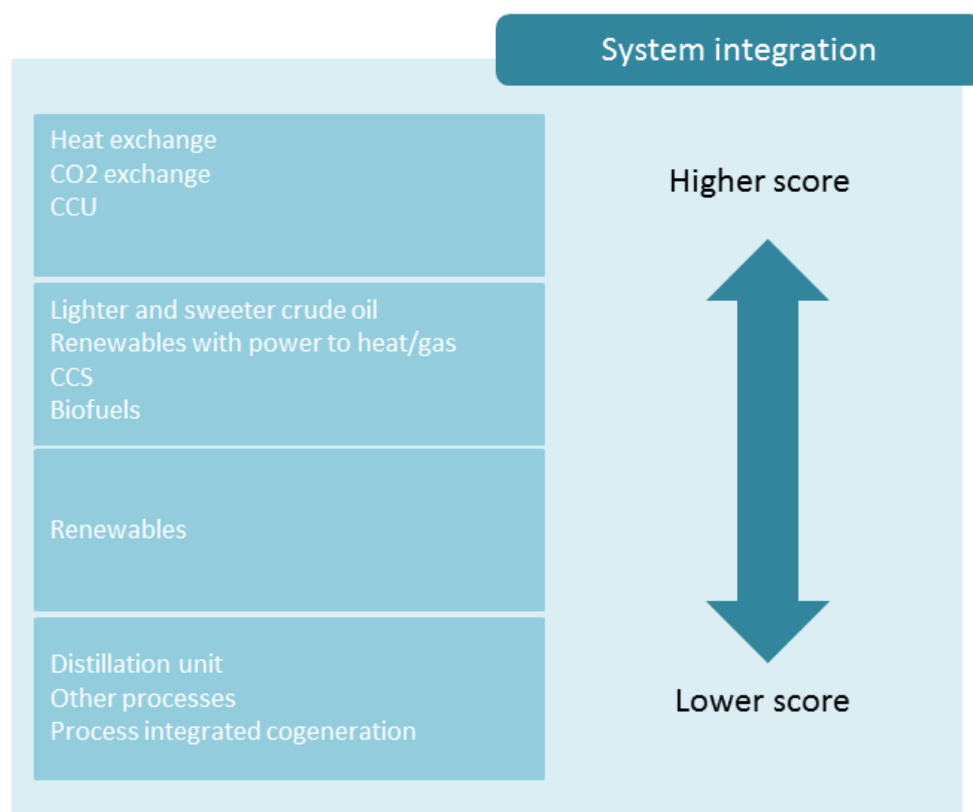 System integration
Heat exchange
CO2 exchange
CCU
Higher score
Lighter and sweeter crude oil
Renewables with power to heat/gas
CCS
Biofuels
Renewables
Distillation unit
Other processes
Process integrated cogeneration
Lower score